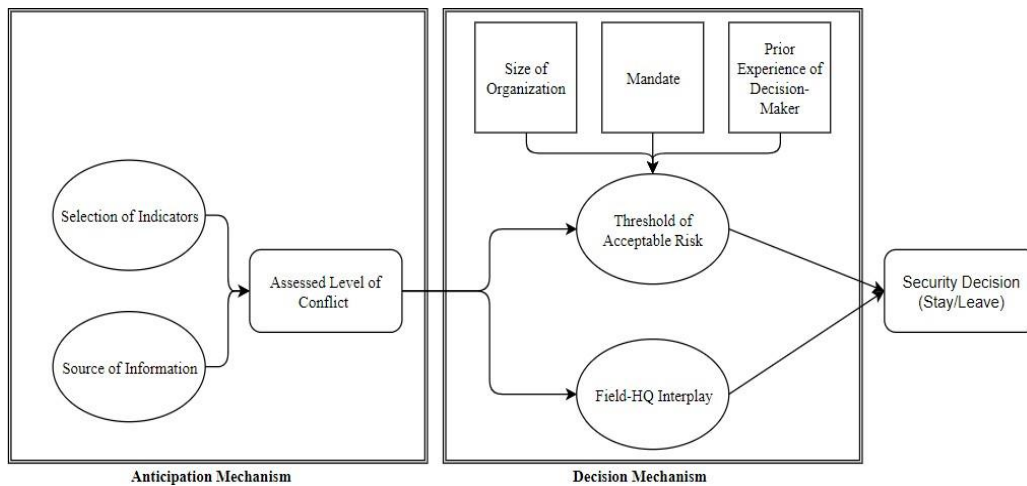 Size of
Organization
Mandate
Prior
Experience of
Decision-
Maker
Selection of Indicators
Source of Information
Assessed Level of
Conflict
Threshold of
Acceptable Risk
Field-HQ Interplay
Security Decision
(Stay/Leave)
Anticipation Mechanism
Decision Mechanism